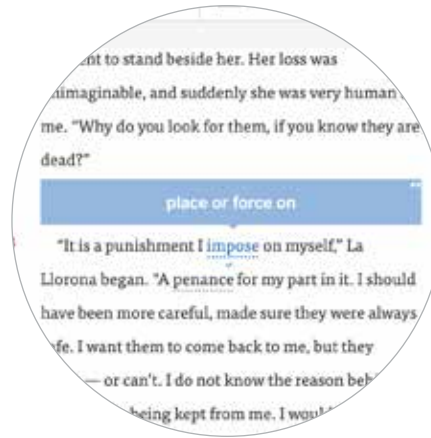 nt to stand beside her. Her loss was
nimaginable, and suddenly she was very human
me. “Why do you look for them, if you know they are
dead?”
place or force on
“It is a punishment I impose on myself,” La
Llorona began. “A penance for my part in it. I should
have been more careful, made sure they were always
fe. I want them to come back to me, but they
— or can't. I do not know the reason beh
being kept from me. I woul